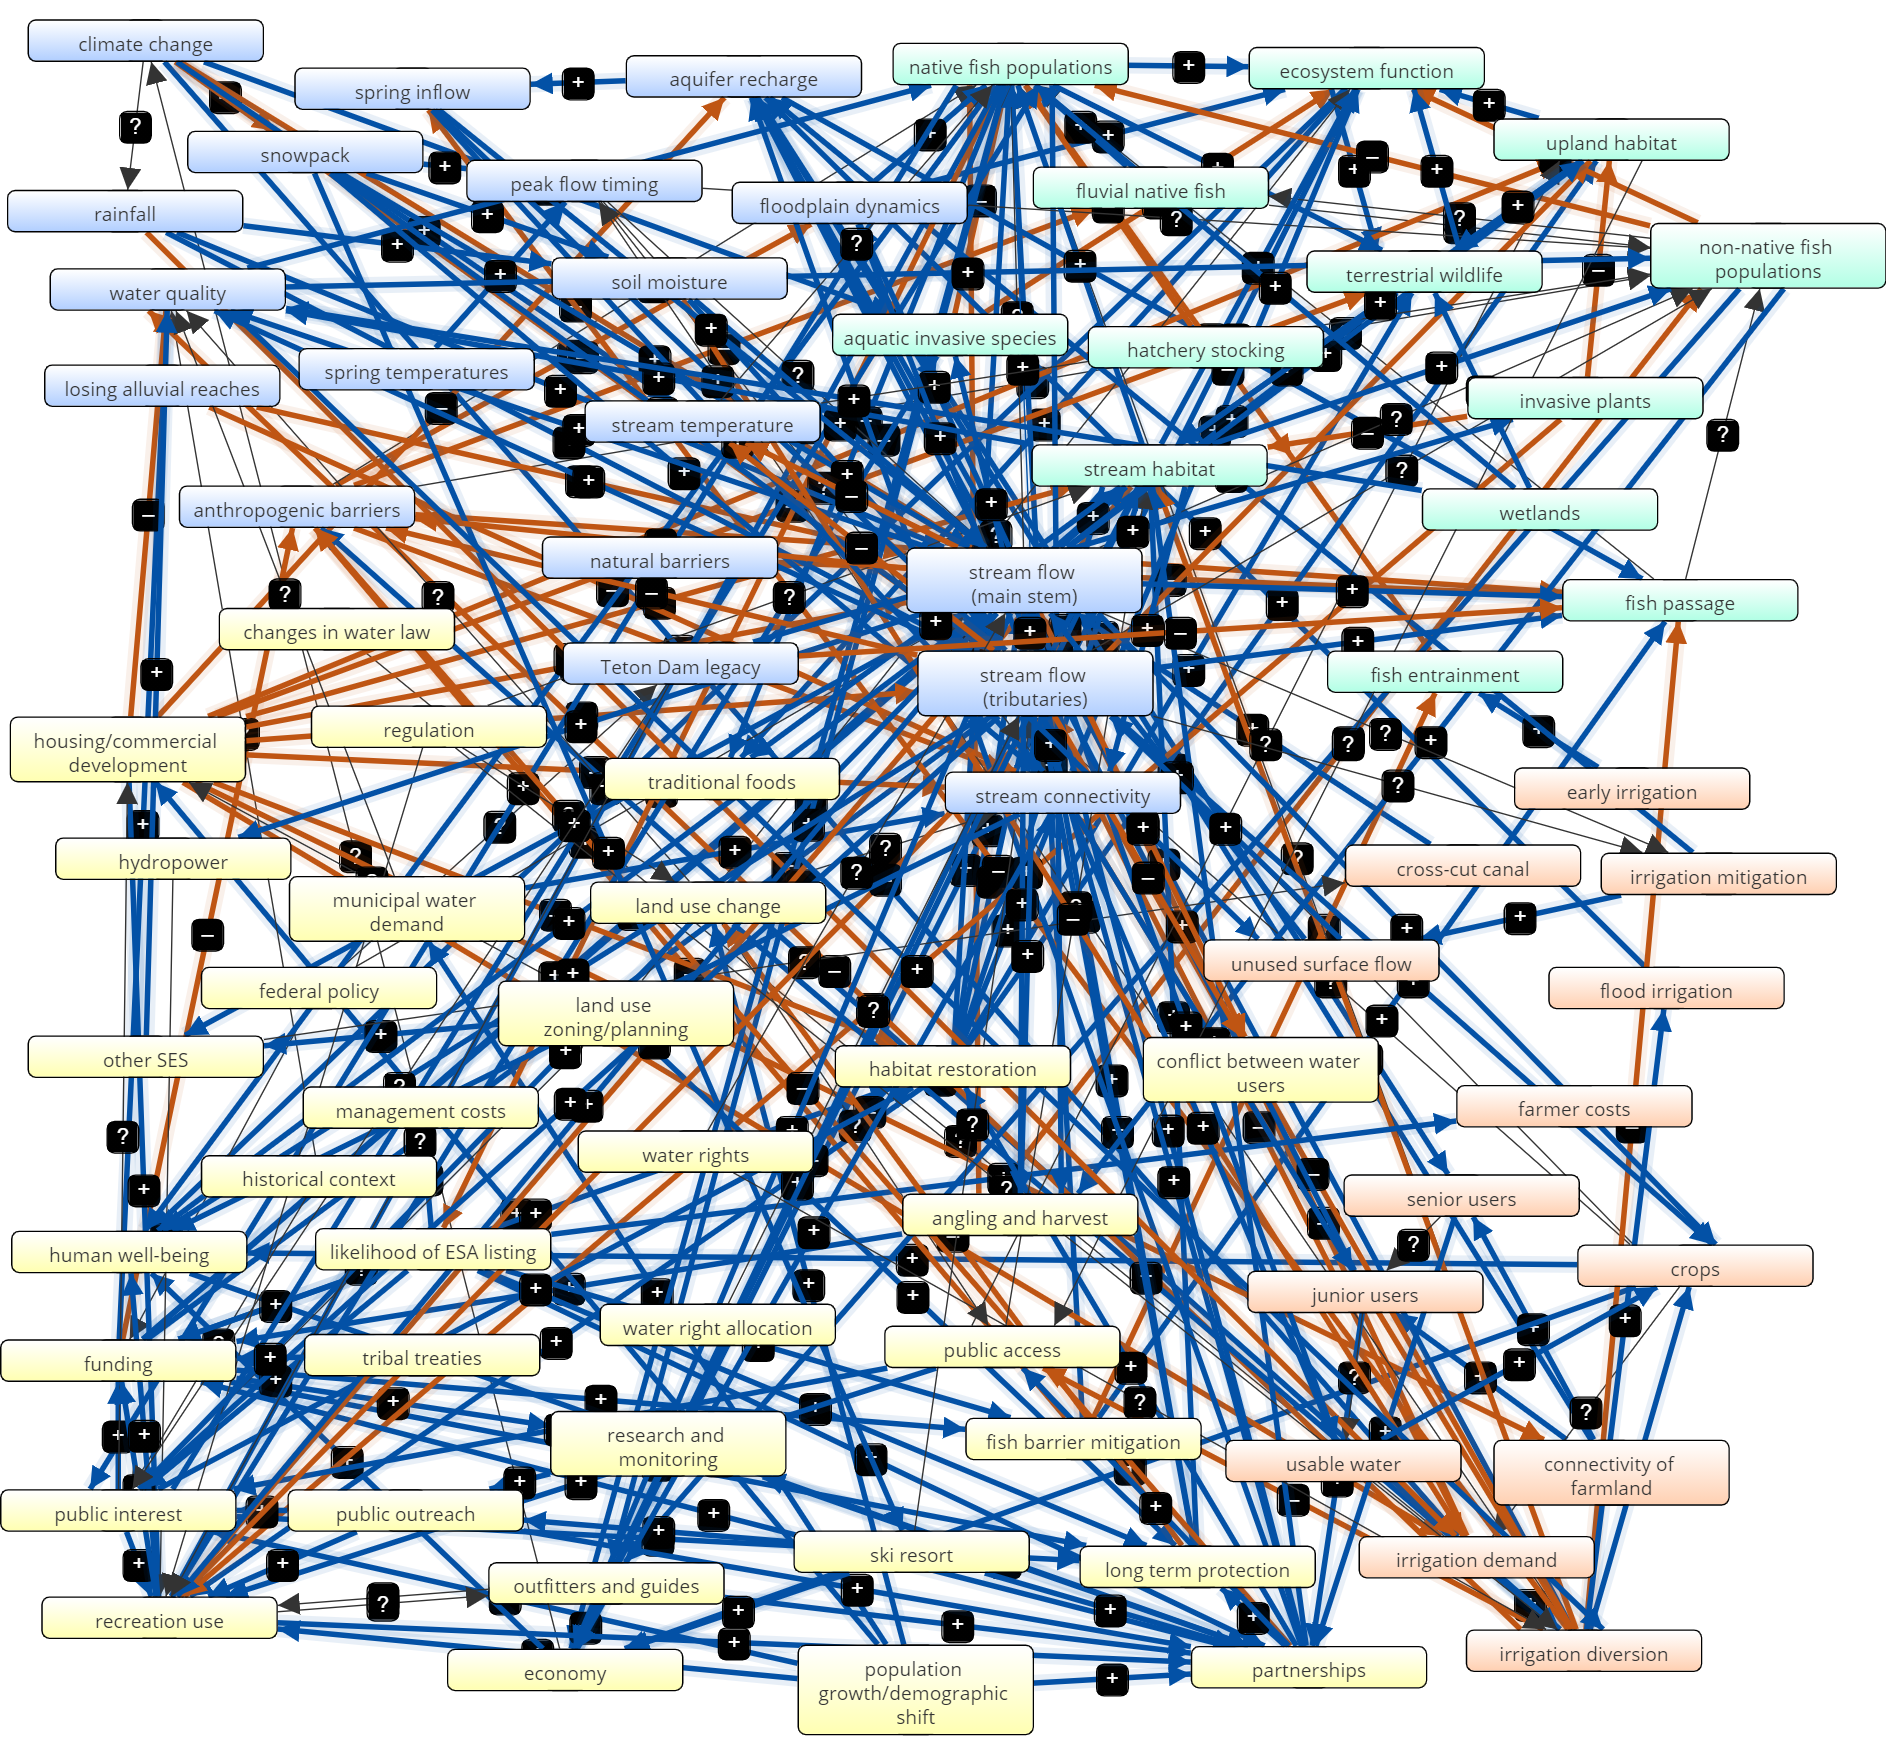 climate change
spring inflow
aquifer recharge
native fish populations
ecosystem function
snowpack
peak flow timing
floodplain dynamics
fluvial native fish
upland habitat
rainfall
water quality
soil moisture
terrestrial wildlife
non-native fish
populations
aquatic invasive species
hatchery stocking
losing alluvial reaches
spring temperatures
stream temperature
invasive plants
stream habitat
anthropogenic barriers
wetlands
natural barriers
stream flow
(main stem)
fish passage
changes in water law
Teton Dam legacy
stream flow
(tributaries)
fish entrainment
regulation
housing/commercial
development
traditional foods
stream connectivity
early irrigation
hydropower
cross-cut canal
irrigation mitigation
municipal water
demand
land use change
unused surface flow
federal policy
flood irrigation
land use
zoning/planning
other SES
habitat restoration
conflict between water
users
management costs
farmer costs
water rights
historical context
senior users
angling and harvest
human well-being
likelihood of ESA listing
crops
junior users
water right allocation
public access
funding
tribal treaties
research and
monitoring
fish barrier mitigation
usable water
connectivity of
farmland
public interest
public outreach
ski resort
long term protection
irrigation demand
outfitters and guides
recreation use
economy
population
growth/demographic
shift
partnerships
irrigation diversion